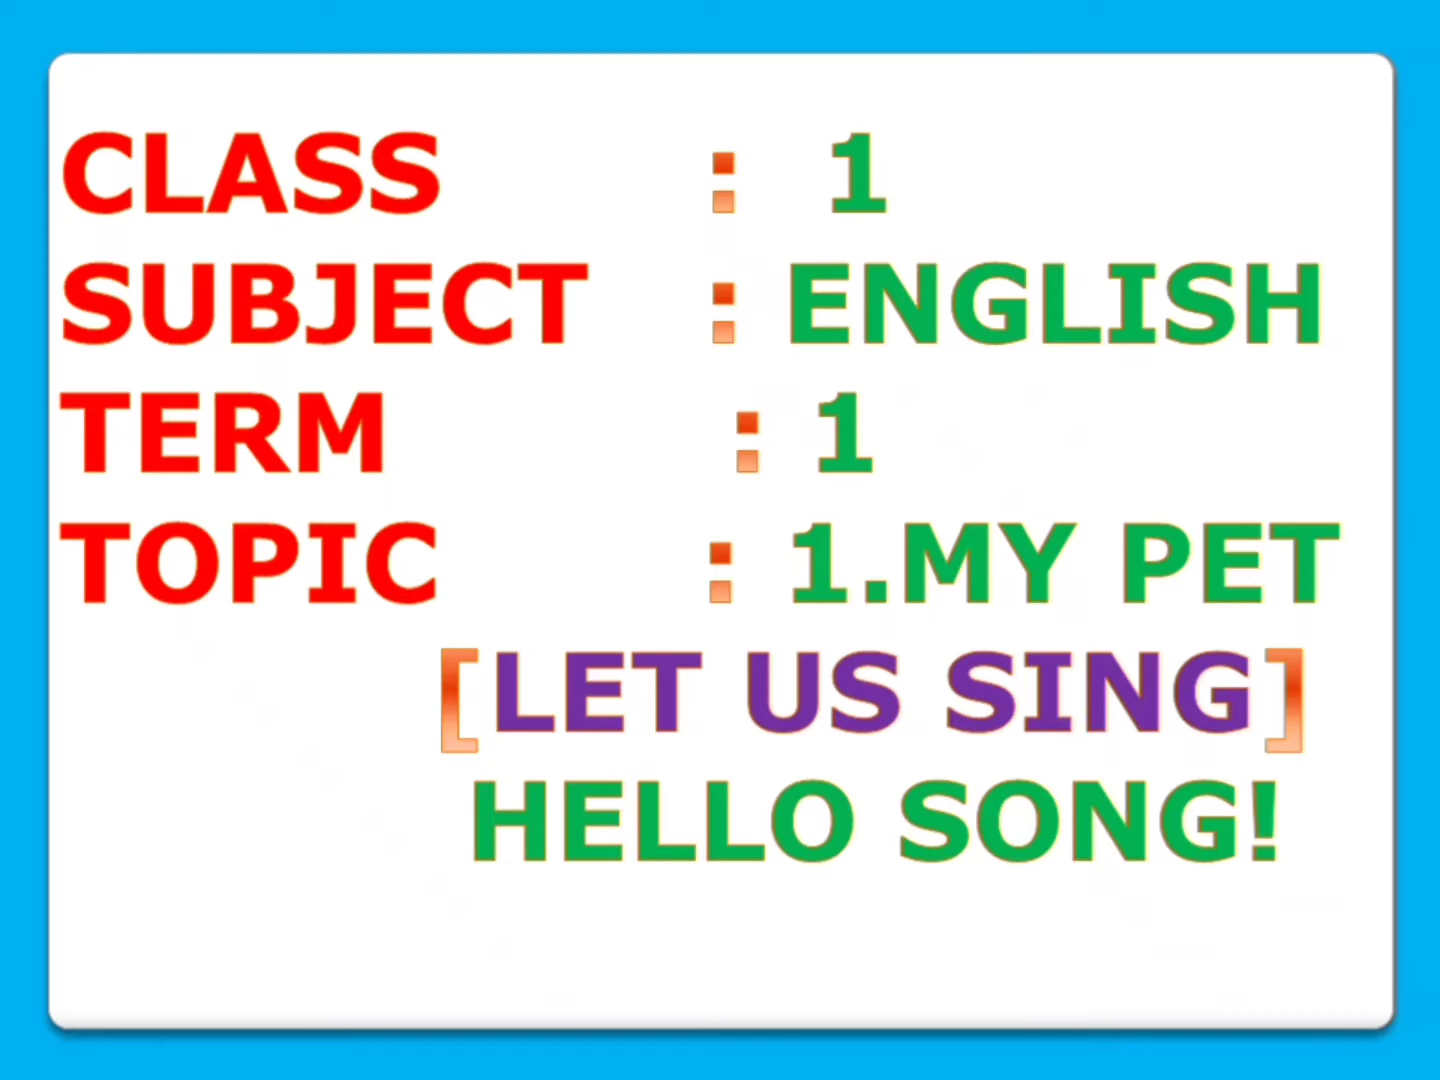 CLASS : 1
SUBJECT : ENGLISH
TERM : 1
TOPIC : 1.MY PET
[LET US SING]
HELLO SONG!